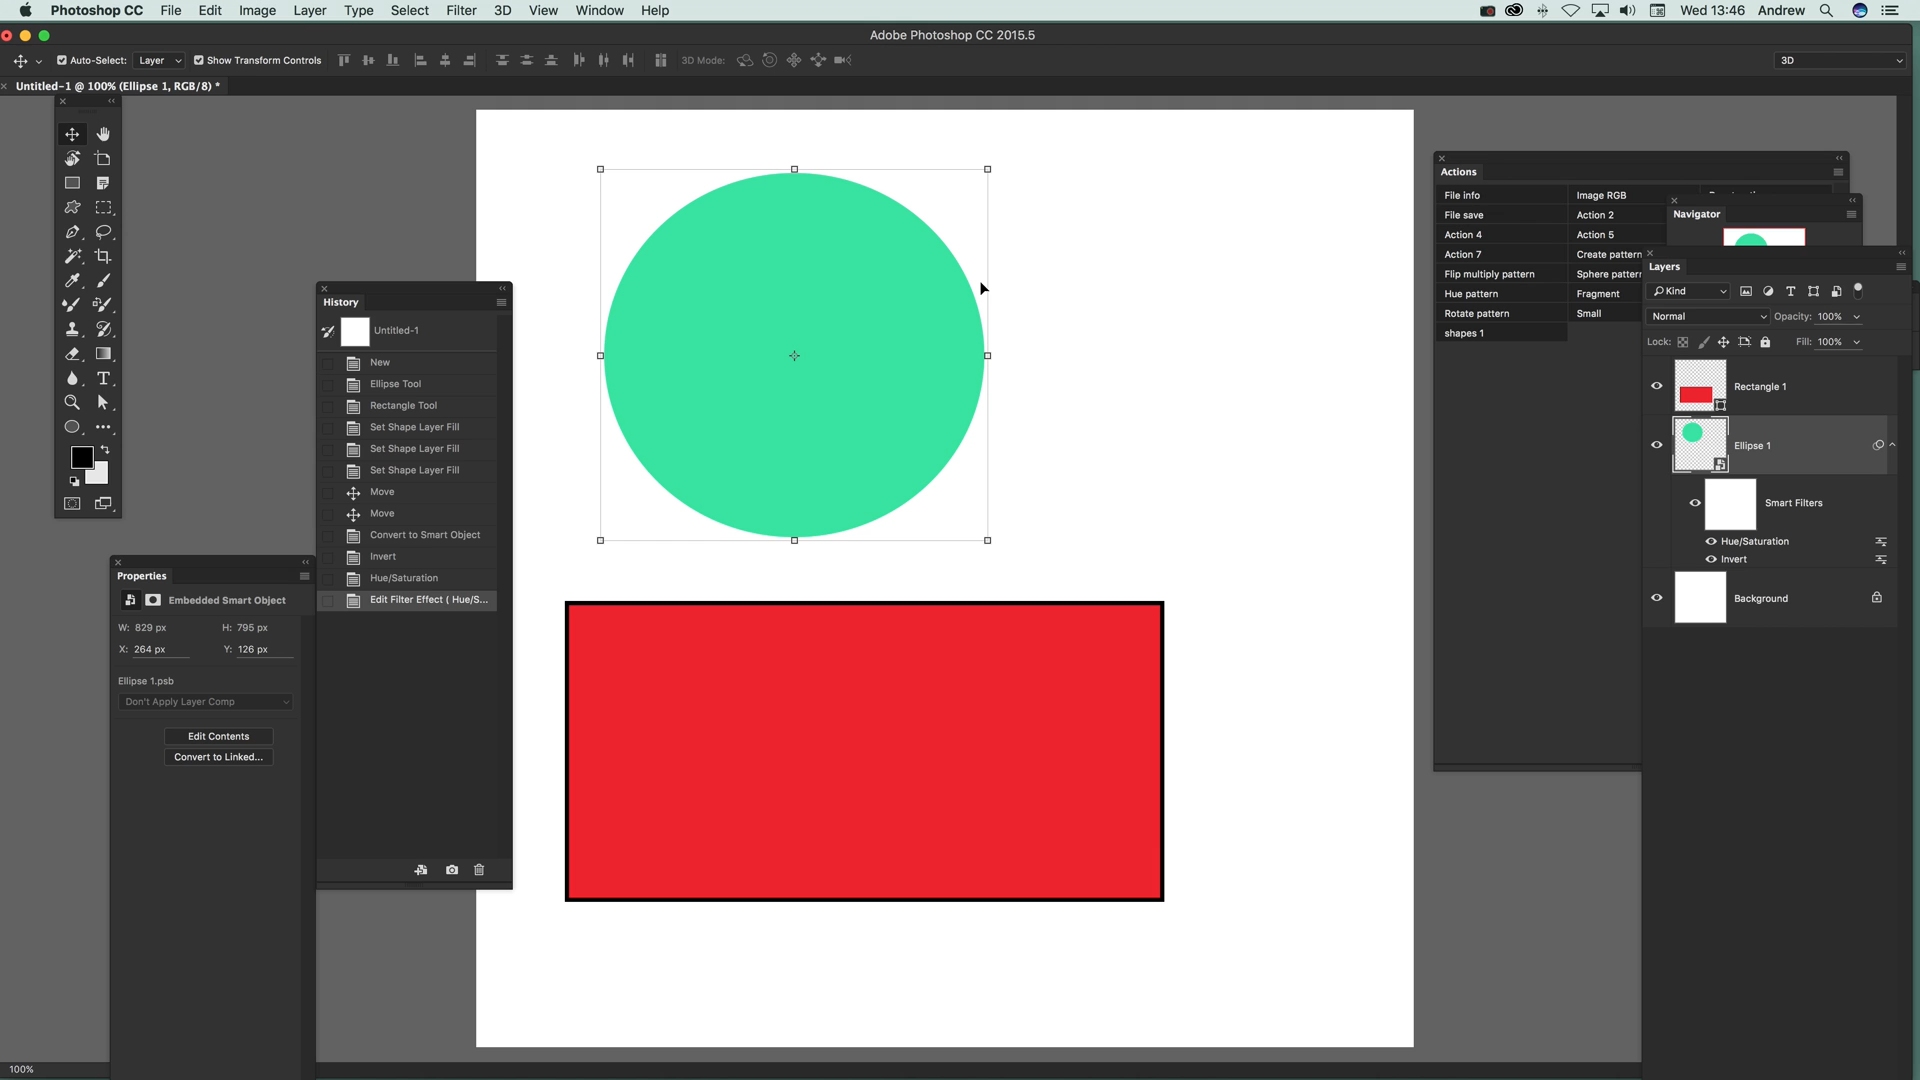 Photoshop CC File Edit Image Layer Type Select Filter 3D View Window Help Wed 13:46 Andrew
Adobe Photoshop CC 2015.5
Auto-Select: Layer Show Transform Controls 3D Mode: 3D
Untitled-1 @ 100% (Ellipse 1, RGB/8) *
History
Untitled-1
New
Ellipse Tool
Rectangle Tool
Set Shape Layer Fill
Set Shape Layer Fill
Set Shape Layer Fill
Move
Move
Convert to Smart Object
Invert
Hue/Saturation
Edit Filter Effect ( Hue/S...
Properties
Embedded Smart Object
W: 829 px H: 795 px
X: 264 px Y: 126 px
Ellipse 1.psb
Don't Apply Layer Comp
Edit Contents
Convert to Linked...
Actions
File info Image RGB
File save Action 2
Action 4 Action 5
Action 7 Create pattern
Flip multiply pattern Sphere pattern
Hue pattern Fragment
Rotate pattern Small
shapes 1
Navigator
Layers
Kind
Normal Opacity: 100%
Lock: Fill: 100%
Rectangle 1
Ellipse 1
Smart Filters
Hue/Saturation
Invert
Background
100%